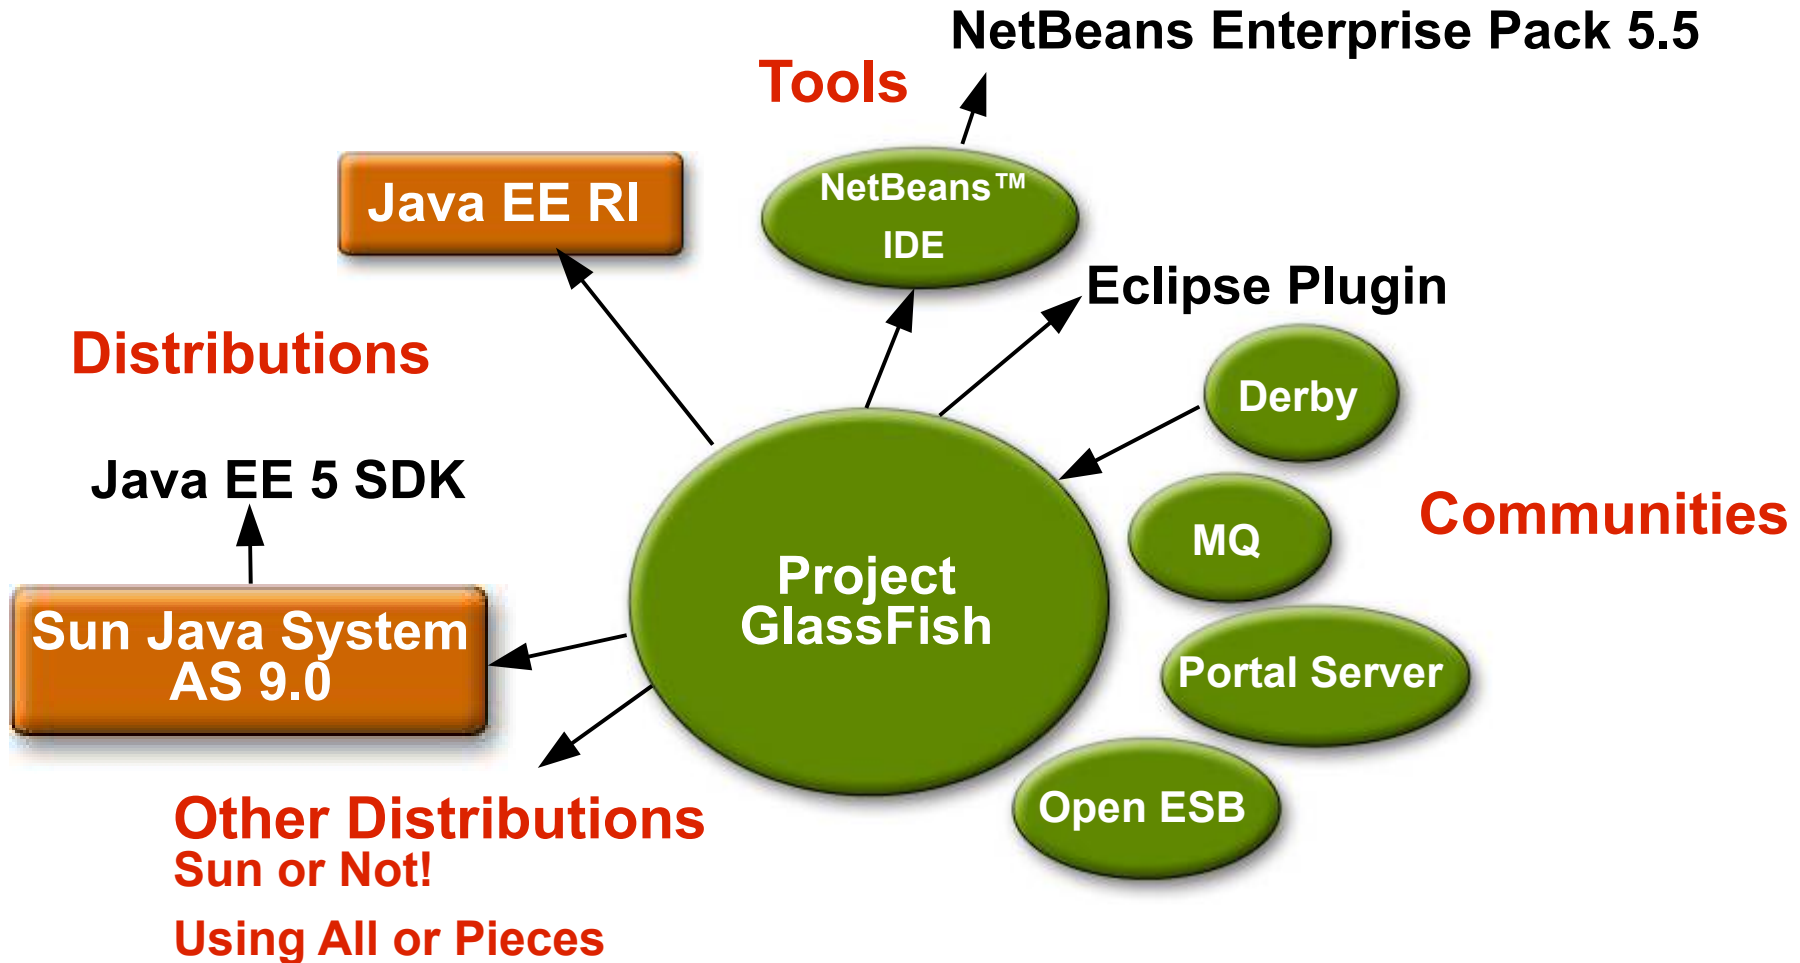 NetBeans Enterprise Pack 5.5
Tools
Java EE RI
NetBeans™
IDE
Eclipse Plugin
Distributions
Derby
Java EE 5 SDK
Communities
MQ
Project
GlassFish
Sun Java System
AS 9.0
Portal Server
Open ESB
Other Distributions
Sun or Not!
Using All or Pieces